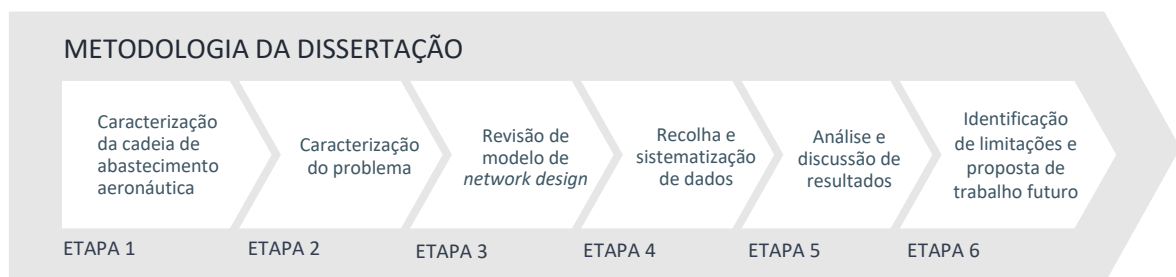 METODOLOGIA DA DISSERTAÇÃO
Caracterização
da cadeia de
abastecimento
aeronáutica
Caracterização
do problema
Revisão de
modelo de
network design
Recolha e
sistematização
de dados
Análise e
discussão de
resultados
Identificação
de limitações e
proposta de
trabalho futuro
ETAPA 1
ETAPA 2
ETAPA 3
ETAPA 4
ETAPA 5
ETAPA 6